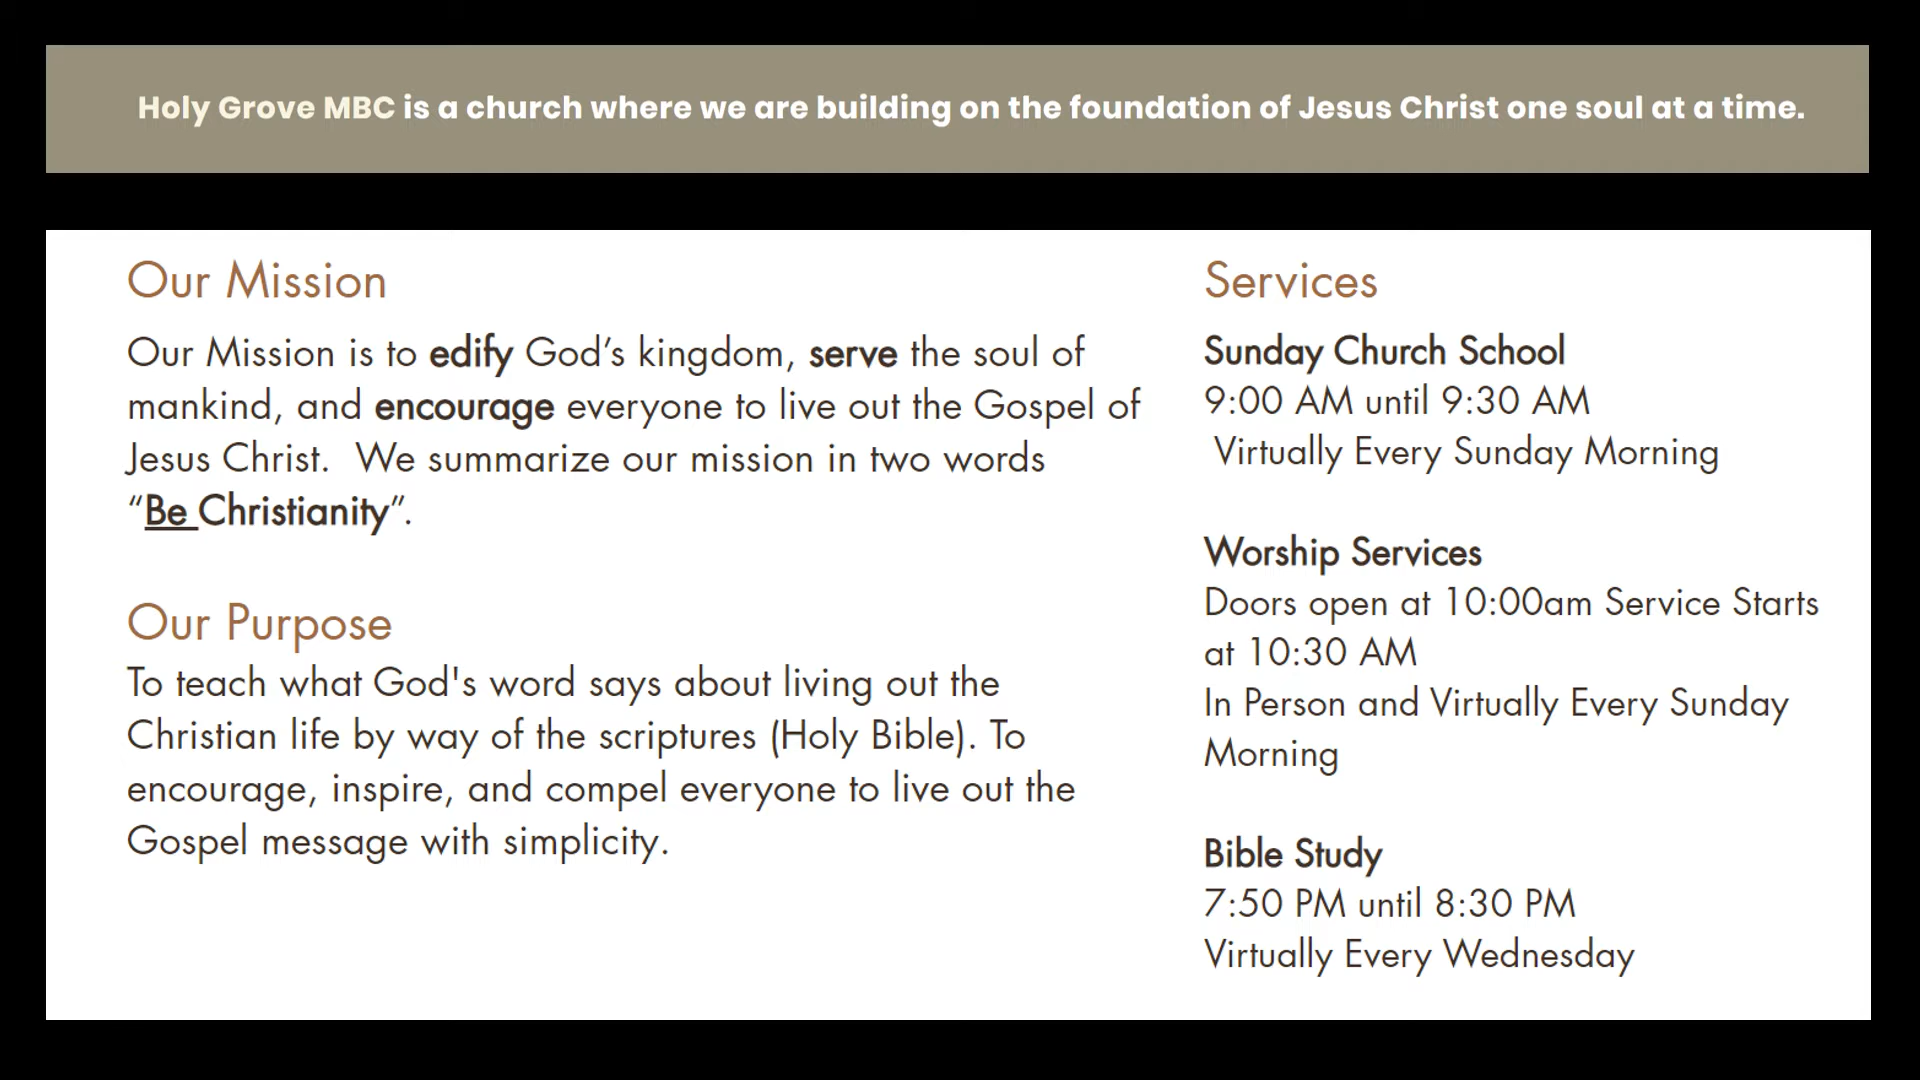 Holy Grove MBC is a church where we are building on the foundation of Jesus Christ one soul at a time.
Our Mission
Our Mission is to edify God’s kingdom, serve the soul of
mankind, and encourage everyone to live out the Gospel of
Jesus Christ.  We summarize our mission in two words
“Be Christianity”.
Our Purpose
To teach what God's word says about living out the
Christian life by way of the scriptures (Holy Bible). To
encourage, inspire, and compel everyone to live out the
Gospel message with simplicity.
Services
Sunday Church School
9:00 AM until 9:30 AM
Virtually Every Sunday Morning
Worship Services
Doors open at 10:00am Service Starts
at 10:30 AM
In Person and Virtually Every Sunday
Morning
Bible Study
7:50 PM until 8:30 PM
Virtually Every Wednesday